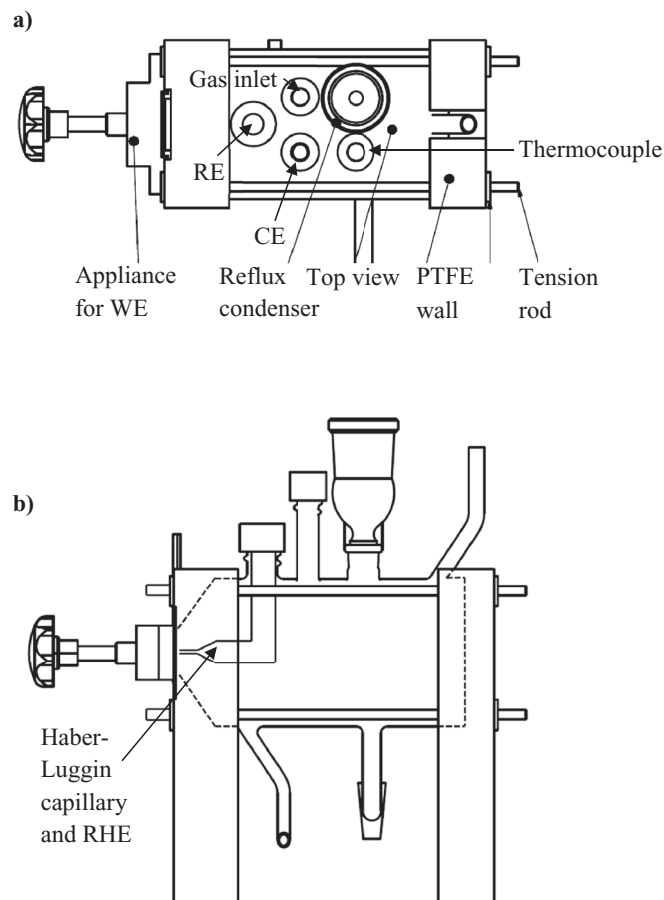 a)
Gas inlet
RE
CE
Thermocouple
Appliance
for WE
Reflux
condenser
Top view
PTFE
wall
Tension
rod
b)
Haber-
Luggin
capillary
and RHE